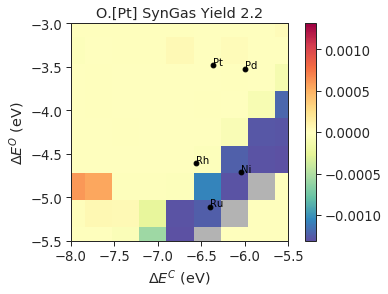 O.[Pt] SynGas Yield 2.2
−3.0
−3.5
−4.0
−4.5
−5.0
−5.5
ΔE^O (eV)
Pt
Pd
Rh
Ni
Ru
−8.0 −7.5 −7.0 −6.5 −6.0 −5.5
ΔE^C (eV)
0.0010
0.0005
0.0000
−0.0005
−0.0010